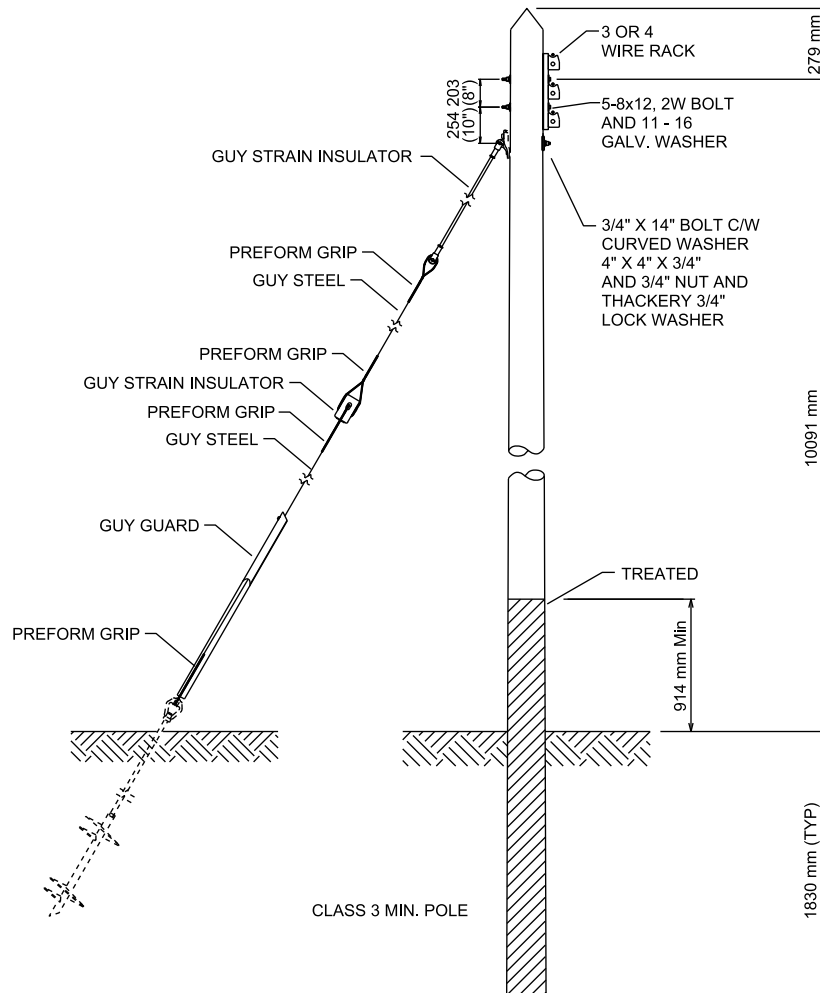 279 mm
3 OR 4
WIRE RACK
203
(8")
254
(10")
5-8x12, 2W BOLT
AND 11 - 16
GALV. WASHER
GUY STRAIN INSULATOR
3/4" X 14" BOLT C/W
CURVED WASHER
4" X 4" X 3/4"
AND 3/4" NUT AND
THACKERY 3/4"
LOCK WASHER
PREFORM GRIP
GUY STEEL
PREFORM GRIP
GUY STRAIN INSULATOR
PREFORM GRIP
GUY STEEL
10091 mm
GUY GUARD
TREATED
PREFORM GRIP
914 mm Min
1830 mm (TYP)
CLASS 3 MIN. POLE